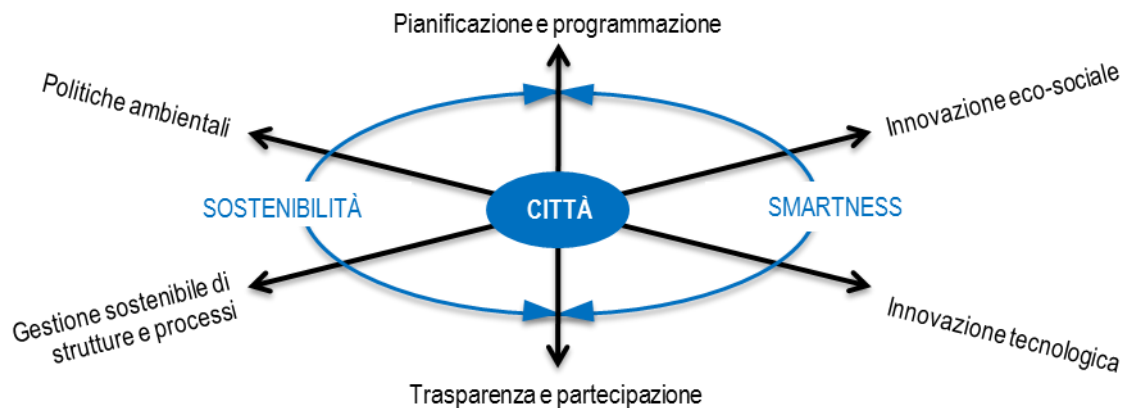 Pianificazione e programmazione
Politiche ambientali
Innovazione eco-sociale
SOSTENIBILITÀ
CITTÀ
SMARTNESS
Gestione sostenibile di
strutture e processi
Innovazione tecnologica
Trasparenza e partecipazione